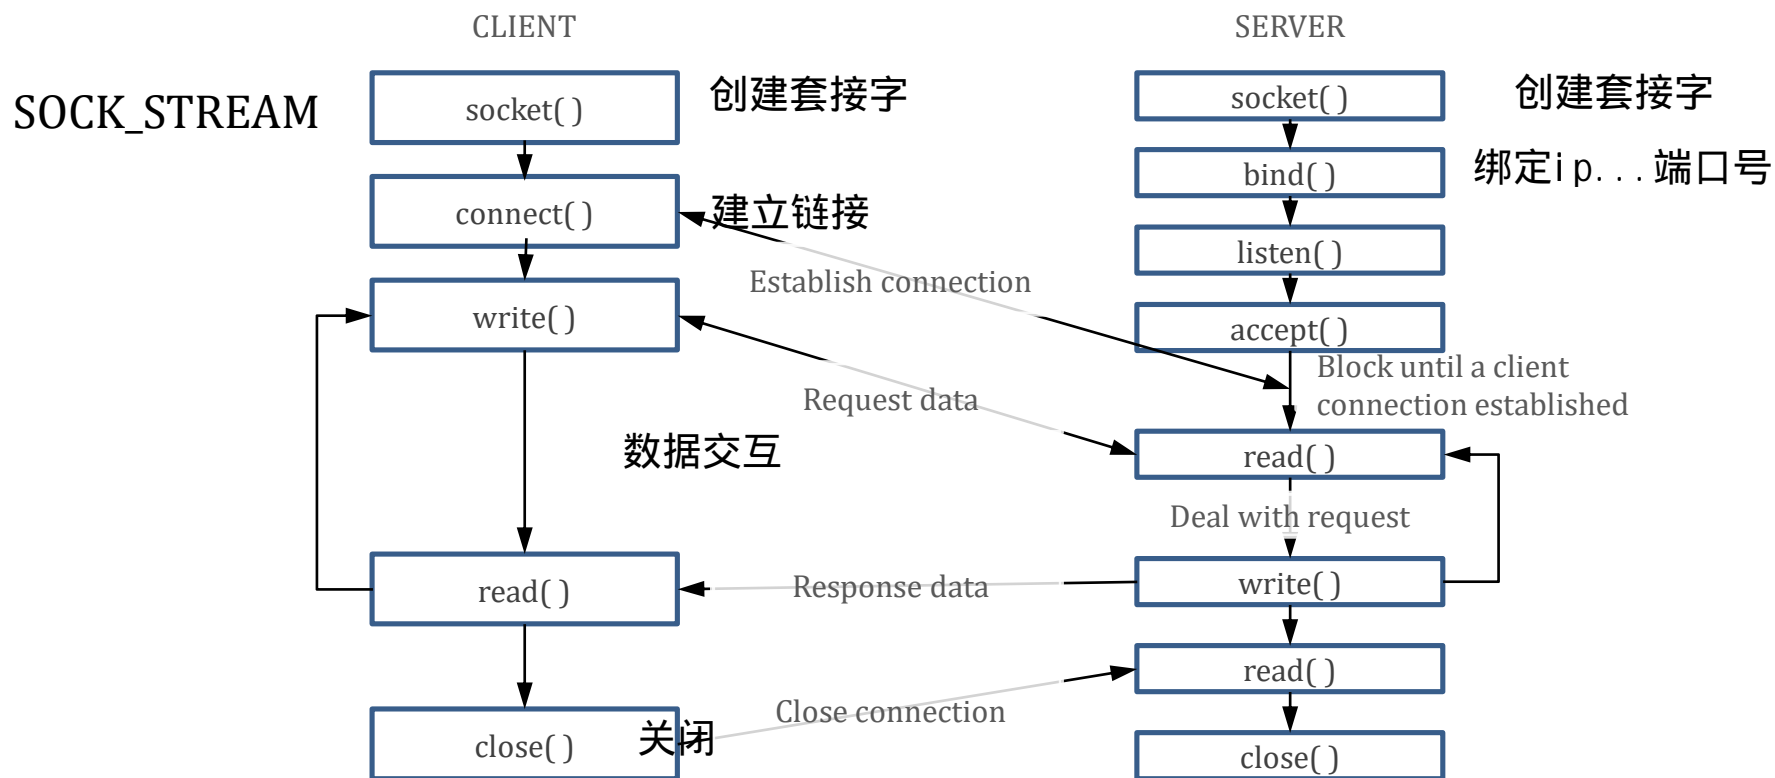 CLIENT
SERVER
SOCK_STREAM
socket( )
创建套接字
socket( )
创建套接字
bind( )
绑定ip...端口号
connect( )
建立链接
listen( )
Establish connection
write( )
accept( )
Block until a client
connection established
Request data
数据交互
read( )
Deal with request
read( )
Response data
write( )
read( )
Close connection
close( )
关闭
close( )